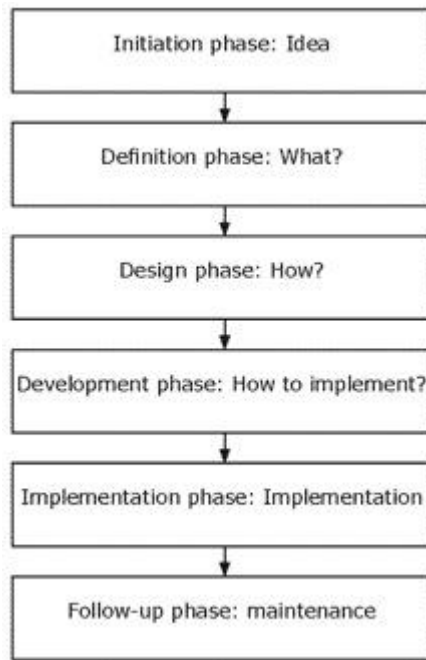 Initiation phase: Idea
Definition phase: What?
Design phase: How?
Development phase: How to implement?
Implementation phase: Implementation
Follow-up phase: maintenance